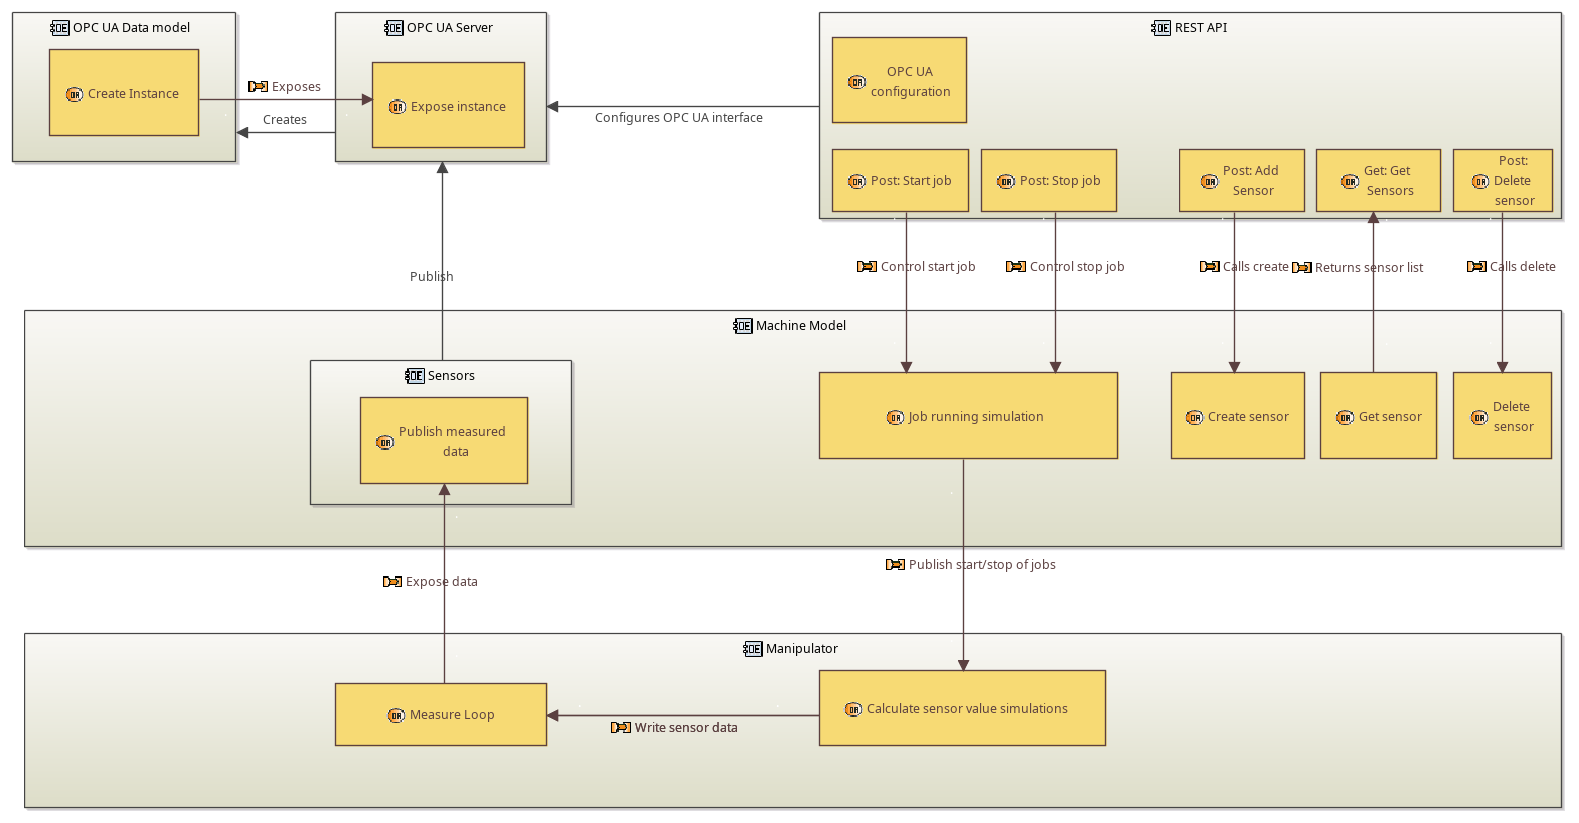 OPC UA Data model
OPC UA Server
REST API
Create Instance
Exposes
Creates
Expose instance
Configures OPC UA interface
OPC UA
configuration
Post: Start job
Post: Stop job
Post: Add
Sensor
Get: Get
Sensors
Post:
Delete
sensor
Publish
Control start job
Control stop job
Calls create
Returns sensor list
Calls delete
Machine Model
Sensors
Publish measured
data
Job running simulation
Create sensor
Get sensor
Delete
sensor
Expose data
Publish start/stop of jobs
Manipulator
Measure Loop
Write sensor data
Calculate sensor value simulations